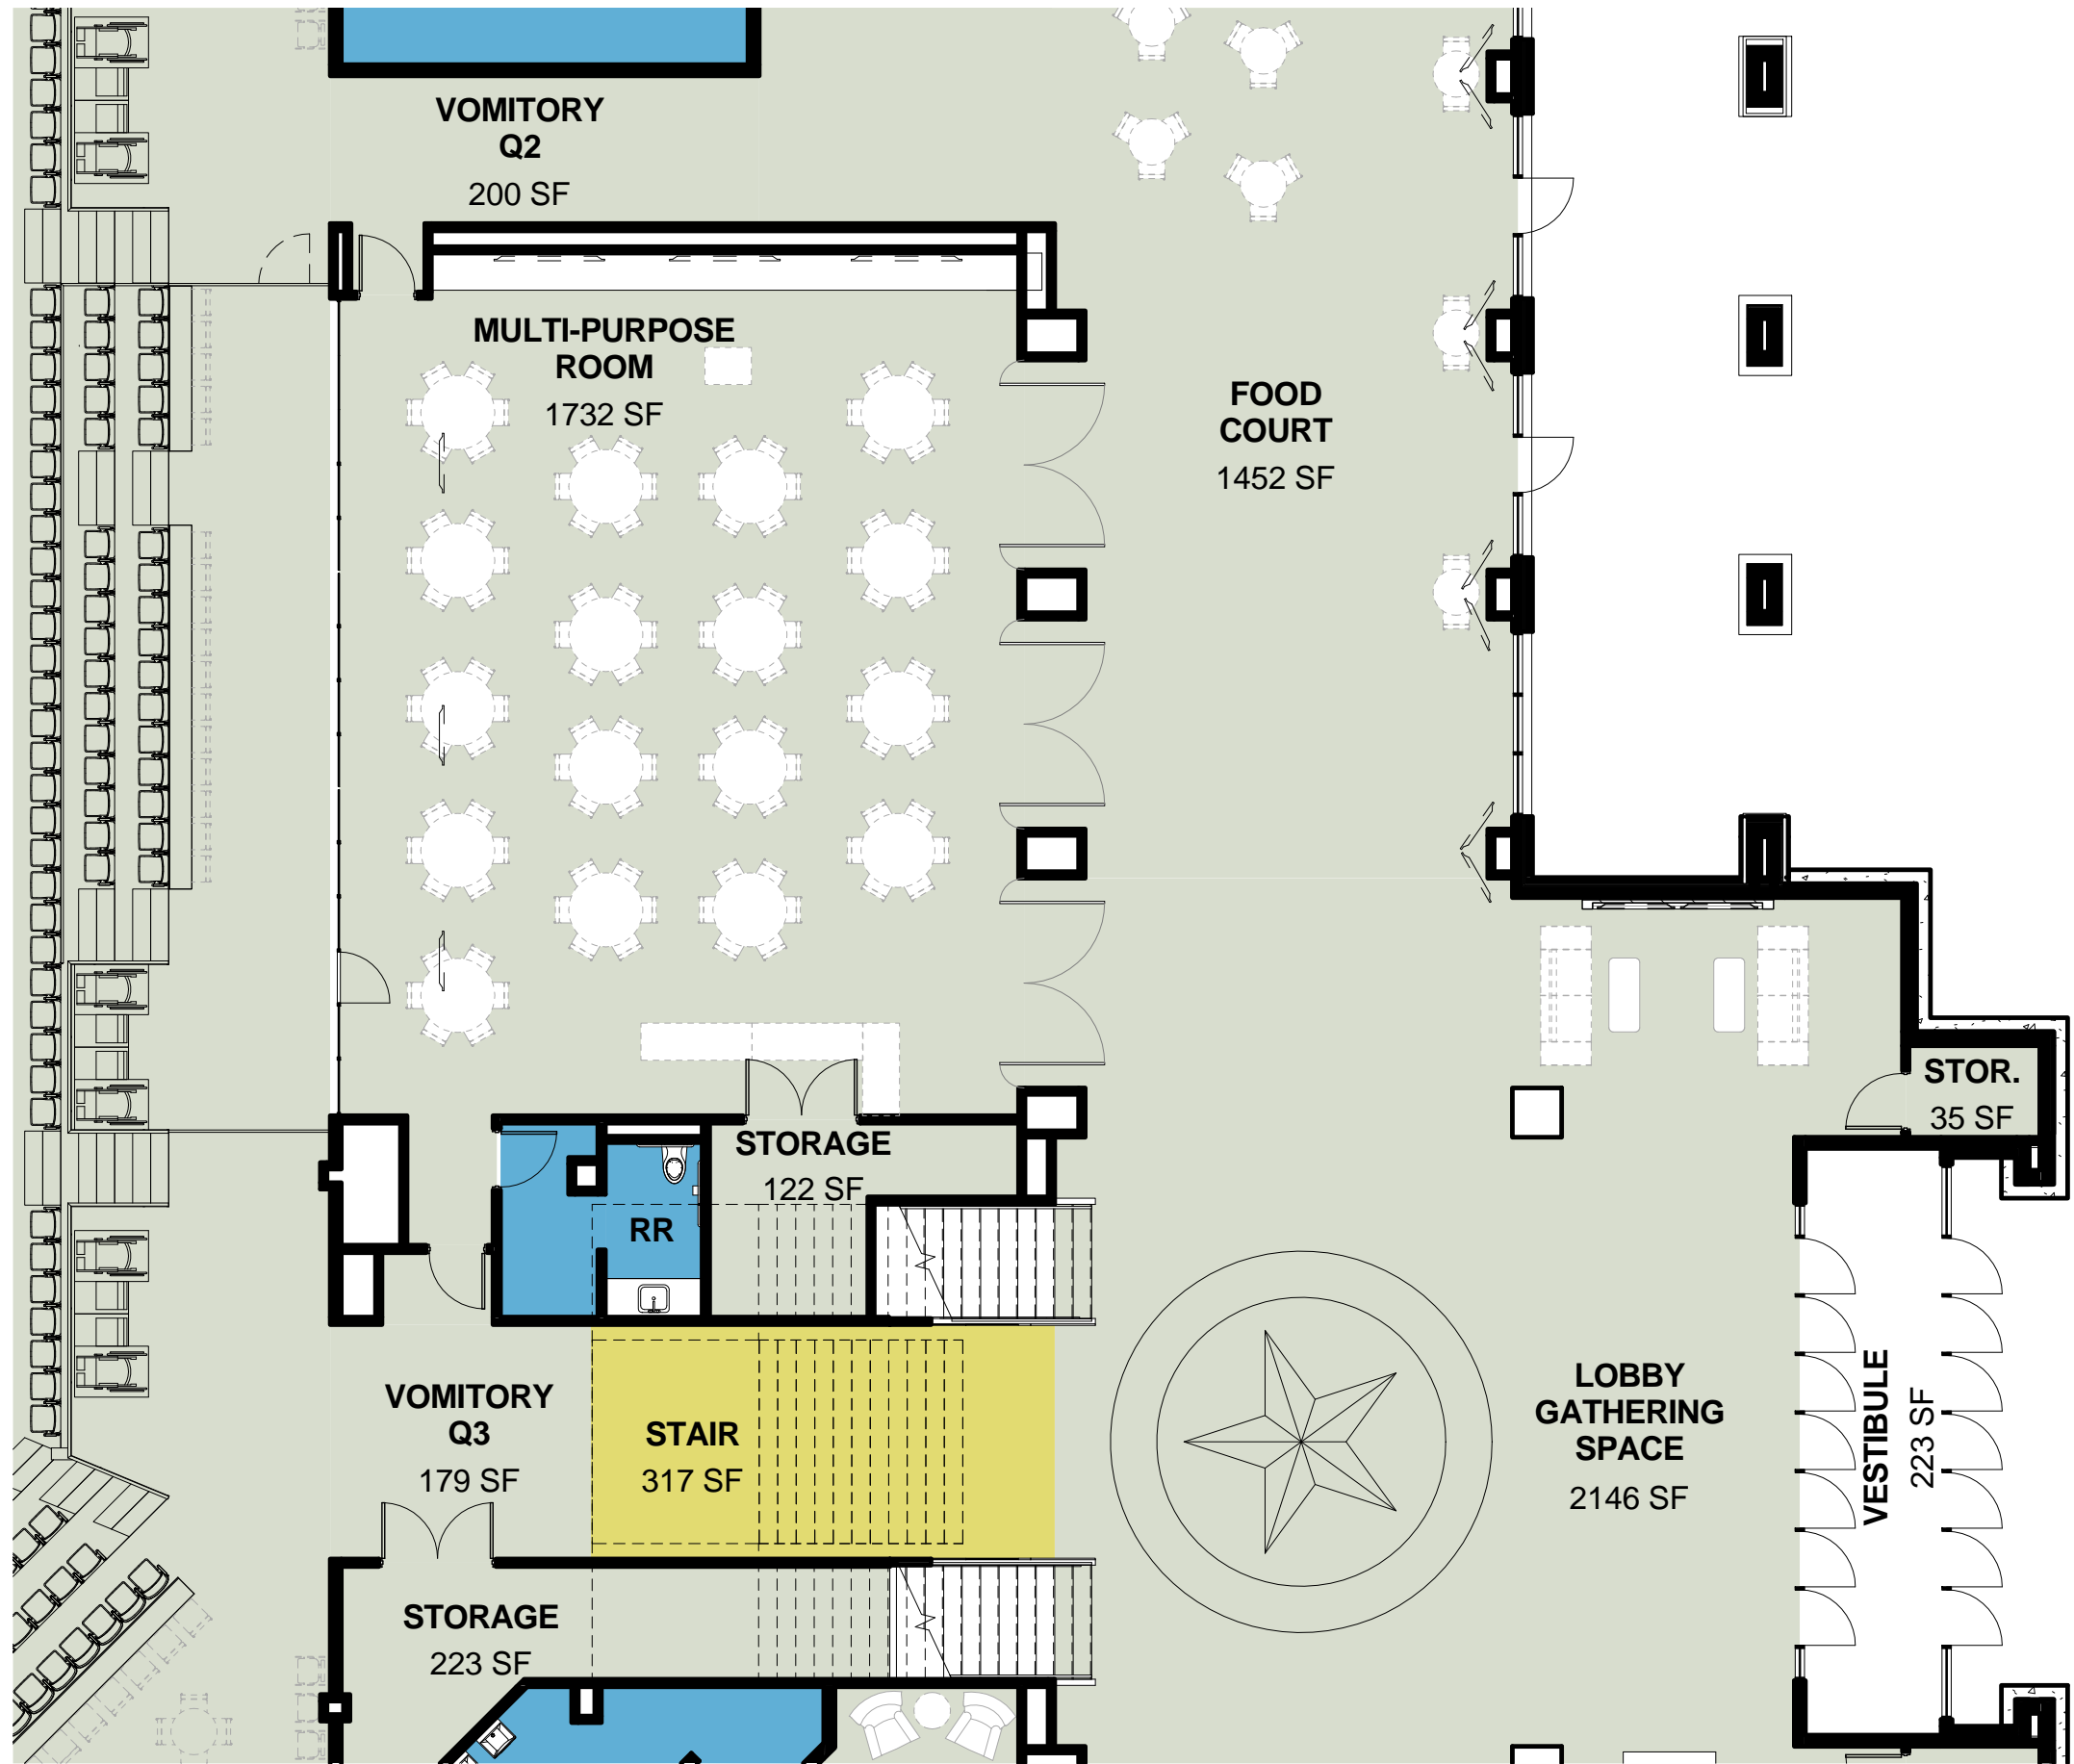 VOMITORY
Q2
200 SF
MULTI-PURPOSE
ROOM
1732 SF
FOOD
COURT
1452 SF
STOR.
35 SF
STORAGE
122 SF
RR
VOMITORY
Q3
179 SF
STAIR
317 SF
LOBBY
GATHERING
SPACE
2146 SF
VESTIBULE
223 SF
STORAGE
223 SF